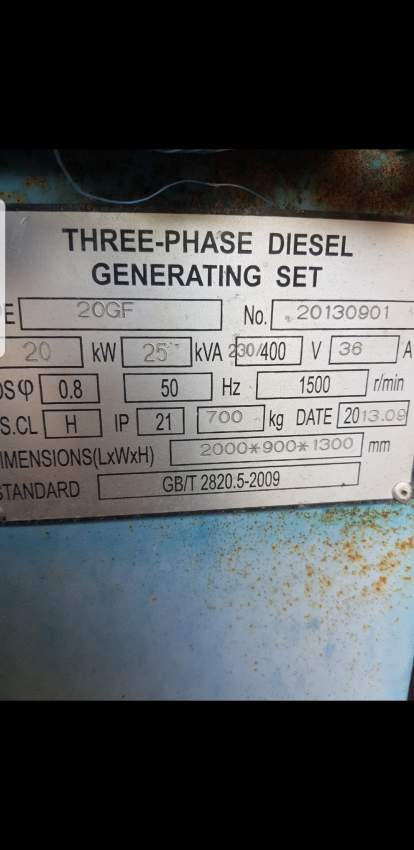 THREE-PHASE DIESEL
GENERATING SET
E 20GF No. 20130901
20 kW 25 kVA 230/400 V 36 A
OSφ 0.8 50 Hz 1500 r/min
S.CL H IP 21 700 kg DATE 2013.09
IMENSIONS(LxWxH) 2000*900*1300 mm
STANDARD GB/T 2820.5-2009